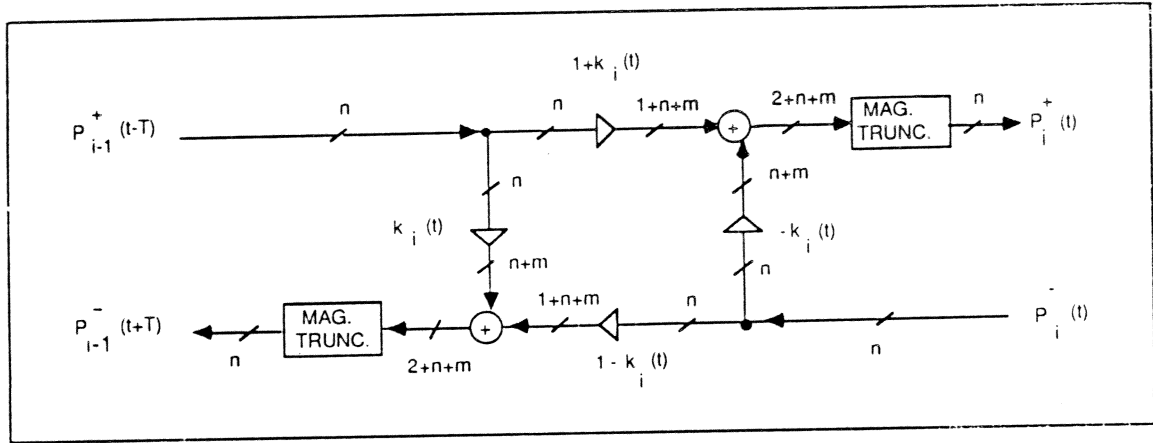 1+k i (t)
P + i-1 (t-T)
n
n
1+n+m
÷
2+n+m
MAG. TRUNC.
n
P + i (t)
n
n+m
k i (t)
-k i (t)
n+m
n
P - i-1 (t+T)
n
MAG. TRUNC.
2+n+m
+
1+n+m
1 - k i (t)
n
n
P - i (t)